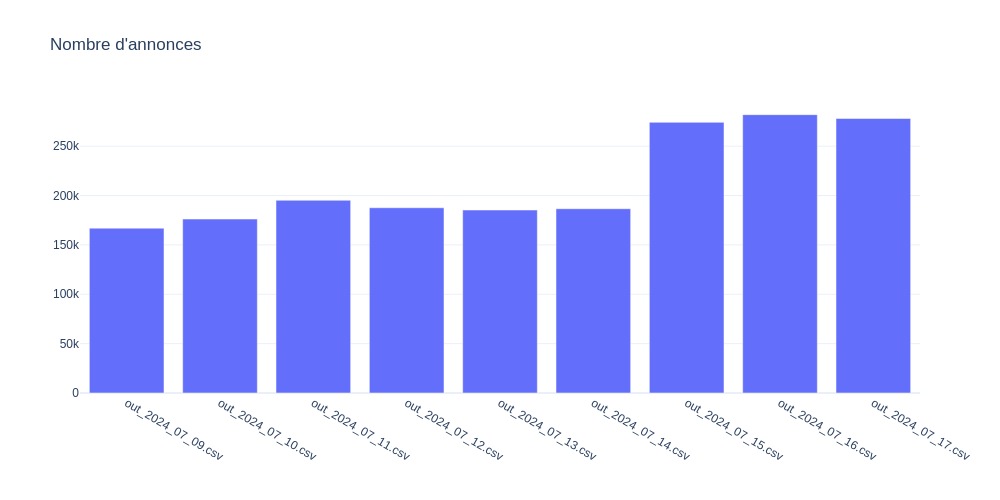 Nombre d'annonces
250k
200k
150k
100k
50k
0
out_2024_07_09.csv
out_2024_07_10.csv
out_2024_07_11.csv
out_2024_07_12.csv
out_2024_07_13.csv
out_2024_07_14.csv
out_2024_07_15.csv
out_2024_07_16.csv
out_2024_07_17.csv